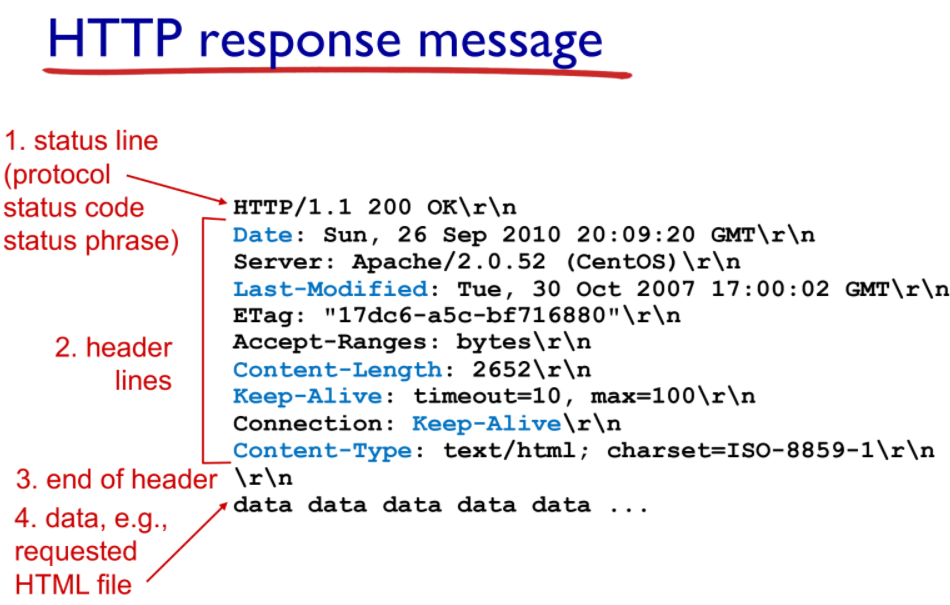 HTTP response message
1. status line
(protocol
status code
status phrase)
HTTP/1.1 200 OK\r\n
Date: Sun, 26 Sep 2010 20:09:20 GMT\r\n
Server: Apache/2.0.52 (CentOS)\r\n
Last-Modified: Tue, 30 Oct 2007 17:00:02 GMT\r\n
ETag: "17dc6-a5c-bf716880"\r\n
Accept-Ranges: bytes\r\n
Content-Length: 2652\r\n
Keep-Alive: timeout=10, max=100\r\n
Connection: Keep-Alive\r\n
Content-Type: text/html; charset=ISO-8859-1\r\n
2. header
lines
3. end of header
\r\n
data data data data data ...
4. data, e.g.,
requested
HTML file